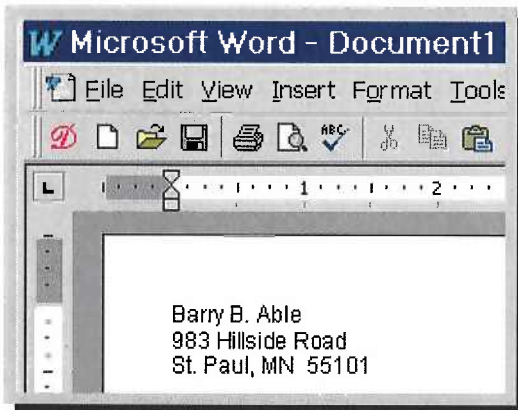 W Microsoft Word - Document1
File Edit View Insert Format Tools
ABC
L 1 2
Barry B. Able
983 Hillside Road
St. Paul, MN 55101